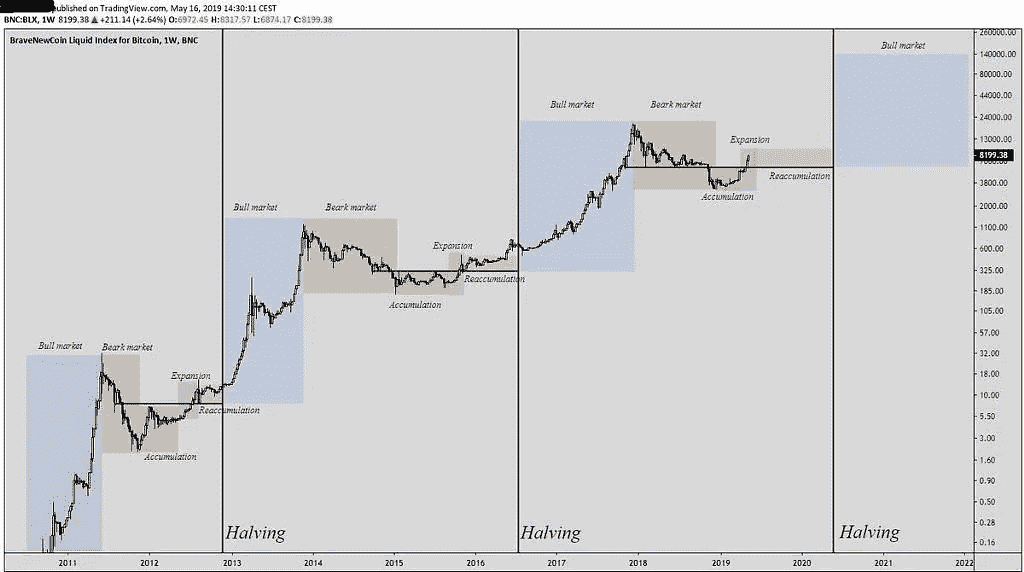 published on TradingView.com, May 16, 2019 14:30:11 CEST
BNC:BLX, 1W 8199.38 ▲ +211.14 (+2.64%) O:6972.45 H:8317.57 L:6874.17 C:8199.38
BraveNewCoin Liquid Index for Bitcoin, 1W, BNC
260000.00
Bull market
140000.00
80000.00
44000.00
Bull market
Beark market
24000.00
13000.00
Expansion
8199.38
Reaccumulation
3800.00
Accumulation
Bull market
Beark market
2000.00
1100.00
Expansion
600.00
Reaccumulation
325.00
185.00
Accumulation
105.00
57.00
Bull market
Beark market
32.00
18.00
Expansion
10.00
Reaccumulation
5.50
3.00
Accumulation
1.60
0.90
0.50
0.28
Halving
Halving
Halving
0.16
2011 2012 2013 2014 2015 2016 2017 2018 2019 2020 2021 2022